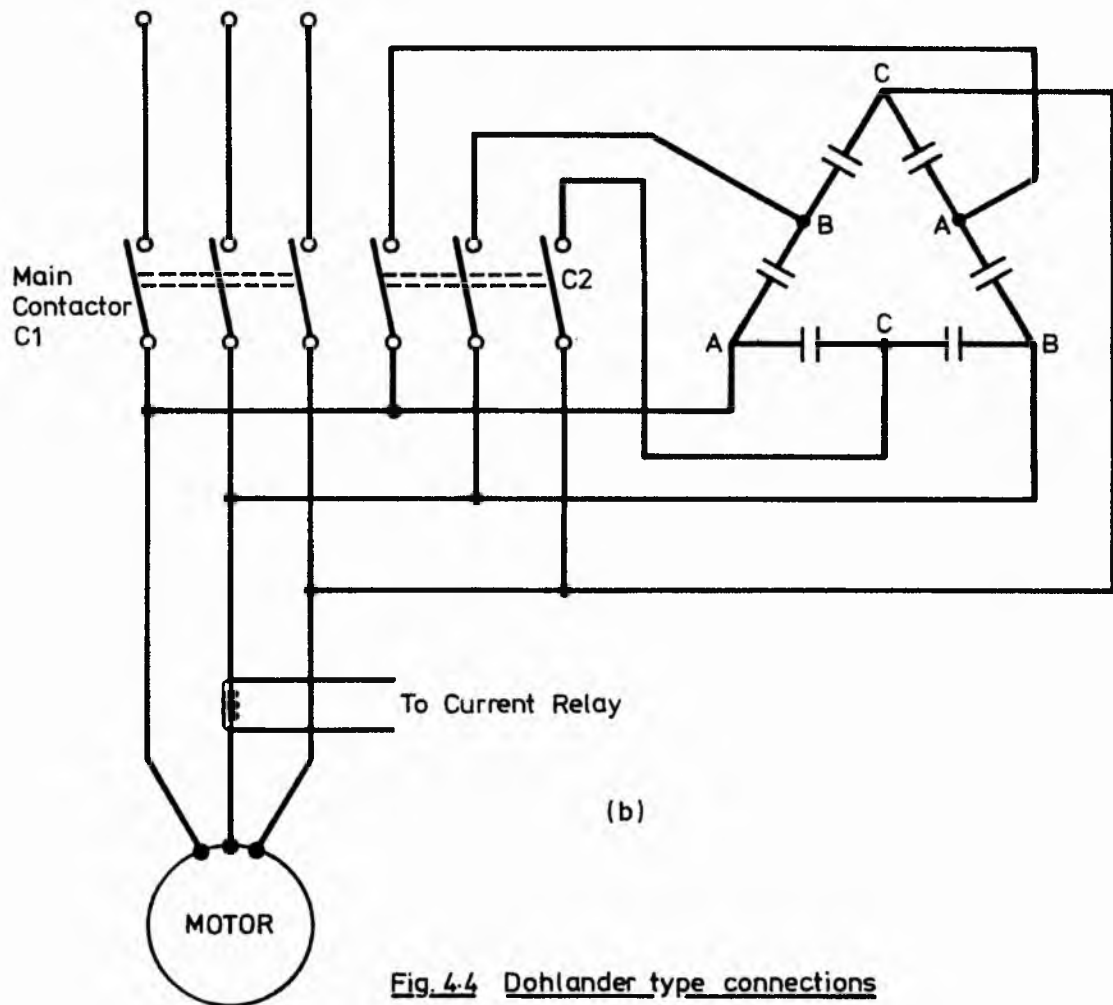 C
B
A
Main
Contactor
C1
C2
A
C
B
To Current Relay
(b)
MOTOR
Fig. 4·4 Dohlander type connections